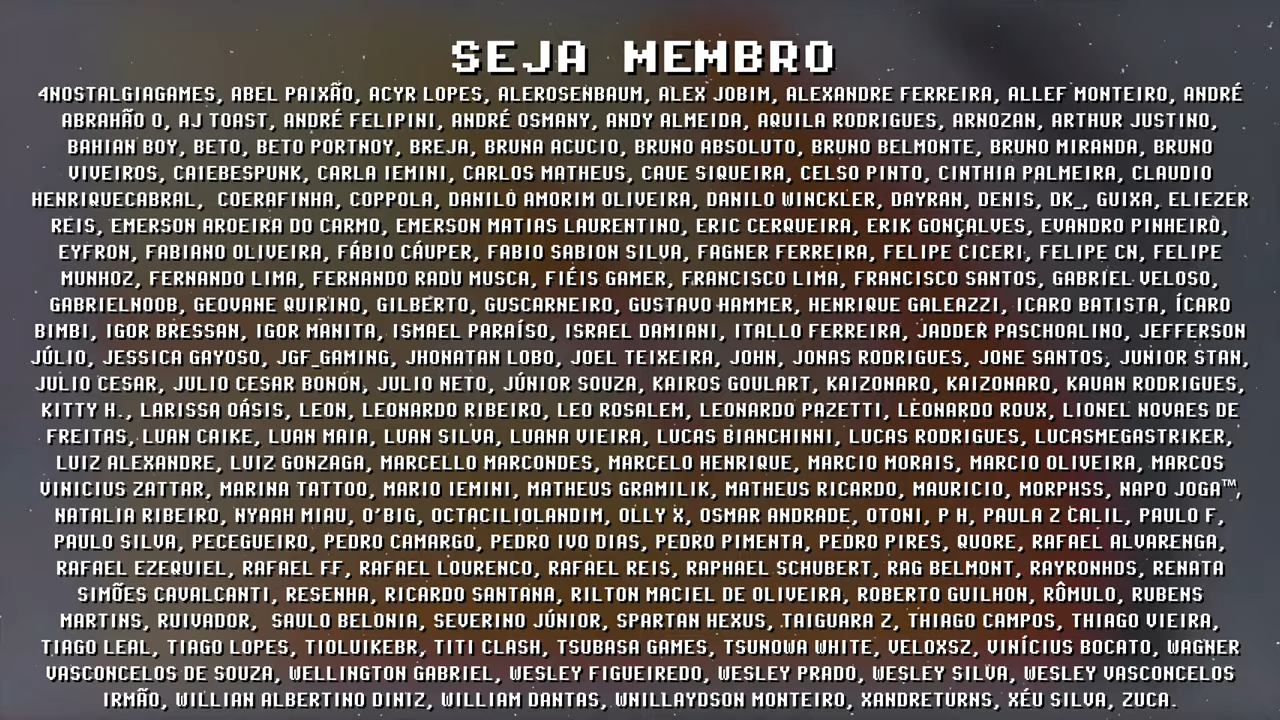 SEJA MEMBRO
4NOSTALGIAGAMES, ABEL PAIXÃO, ACYR LOPES, ALEROSENBAUM, ALEX JOBIM, ALEXANDRE FERREIRA, ALLEF MONTEIRO, ANDRÉ
ABRAHÃO O, AJ TOAST, ANDRÉ FELIPINI, ANDRÉ OSMANY, ANDY ALMEIDA, AQUILA RODRIGUES, ARNOZAN, ARTHUR JUSTINO,
BAHIAN BOY, BETO, BETO PORTNOY, BREJA, BRUNA ACUCIO, BRUNO ABSOLUTO, BRUNO BELMONTE, BRUNO MIRANDA, BRUNO
VIVEIROS, CA1EBESPUNK, CARLA IEMINI, CARLOS MATHEUS, CAVE SIQUEIRA, CELSO PINTO, CINTHIA PALMEIRA, CLAUDIO
HENRIQUECABRAL,  COERAFINHA, COPPOLA, DANILO AMORIM OLIVEIRA, DANILO WINCKLER, DAYRAN, DENIS, DK_, GUIXA, ELIEZER
REIS, EMERSON AROEIRA DO CARMO, EMERSON MATIAS LAURENTINO, ERIC CERQUEIRA, ERIK GONÇALVES, EVANDRO PINHEIRO,
EYFRON, FABIANO OLIVEIRA, FÁBIO CÁUPER, FABIO SABION SILVA, FAGNER FERREIRA, FELIPE CICERI, FELIPE CN, FELIPE
MUNHOZ, FERNANDO LIMA, FERNANDO RADU MUSCA, FIÉIS GAMER, FRANCISCO LIMA, FRANCISCO SANTOS, GABRIEL VELOSO,
GABRIELNOOB, GEOVANE QUIRINO, GILBERTO, GUSCARNEIRO, GUSTAVO HAMMER, HENRIQUE GALEAZZI, ICARO BATISTA, ÍCARO
BIMBI, IGOR BRESSAN, IGOR MANITA, ISMAEL PARAÍSO, ISRAEL DAMIANI, ITALLO FERREIRA, JADDER PASCHOALINO, JEFFERSON
JÚLIO, JESSICA GAYOSO, JGF_GAMING, JHONATAN LOBO, JOEL TEIXEIRA, JOHN, JONAS RODRIGUES, JONE SANTOS, JUNIOR STAN,
JULIO CESAR, JULIO CESAR BONON, JULIO NETO, JÚNIOR SOUZA, KAIROS GOULART, KAIZONARO, KAIZONARO, KAUAN RODRIGUES,
KITTY H., LARISSA OÁSIS, LEON, LEONARDO RIBEIRO, LEO ROSALEM, LEONARDO PAZETTI, LEONARDO ROUX, LIONEL NOVAES DE
FREITAS, LUAN CAIKE, LUAN MAIA, LUAN SILVA, LUANA VIEIRA, LUCAS BIANCHINNI, LUCAS RODRIGUES, LUCASMEGASTRIKER,
LUIZ ALEXANDRE, LUIZ GONZAGA, MARCELLO MARCONDES, MARCELO HENRIQUE, MARCIO MORAIS, MARCIO OLIVEIRA, MARCOS
VINICIUS ZATTAR, MARINA TATTOO, MARIO IEMINI, MATHEUS GRAMILIK, MATHEUS RICARDO, MAURICIO, MORPHSS, NAPO JOGA™,
NATALIA RIBEIRO, NYAAH MIAU, O'BIG, OCTACILIOLANDIM, OLLY X, OSMAR ANDRADE, OTONI, P H, PAULA Z CALIL, PAULO F,
PAULO SILVA, PECEGUEIRO, PEDRO CAMARGO, PEDRO IVO DIAS, PEDRO PIMENTA, PEDRO PIRES, QUORE, RAFAEL ALVARENGA,
RAFAEL EZEQUIEL, RAFAEL FF, RAFAEL LOURENCO, RAFAEL REIS, RAPHAEL SCHUBERT, RAG BELMONT, RAYRONHDS, RENATA
SIMÕES CAVALCANTI, RESENHA, RICARDO SANTANA, RILTON MACIEL DE OLIVEIRA, ROBERTO GUILHON, RÔMULO, RUBENS
MARTINS, RUIVADOR,  SAULO BELONIA, SEVERINO JÚNIOR, SPARTAN HEXUS, TAIGUARA Z, THIAGO CAMPOS, THIAGO VIEIRA,
TIAGO LEAL, TIAGO LOPES, TIOLUIKEBR, TITI CLASH, TSUBASA GAMES, TSUNOWA WHITE, VELOXSZ, VINÍCIUS BOCATO, WAGNER
VASCONCELOS DE SOUZA, WELLINGTON GABRIEL, WESLEY FIGUEIREDO, WESLEY PRADO, WESLEY SILVA, WESLEY VASCONCELOS
IRMÃO, WILLIAN ALBERTINO DINIZ, WILLIAM DANTAS, WNILLAYDSON MONTEIRO, XANDRETURNS, XÉU SILVA, ZUCA.